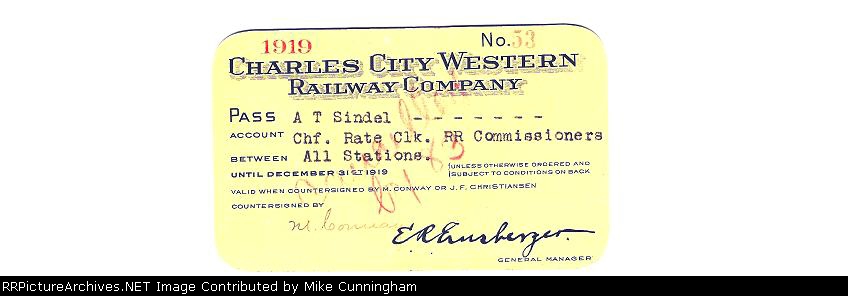 1919 No. 53
CHARLES CITY WESTERN
RAILWAY COMPANY
PASS A T Sindel - - - - - - -
ACCOUNT Chf. Rate Clk. RR Commissioners
BETWEEN All Stations.
UNTIL DECEMBER 31ST 1919 {UNLESS OTHERWISE ORDERED AND
SUBJECT TO CONDITIONS ON BACK
VALID WHEN COUNTERSIGNED BY M. CONWAY OR J. F. CHRISTIANSEN
COUNTERSIGNED BY
M. Conway
E R Ernsberger
GENERAL MANAGER
RRPictureArchives.NET Image Contributed by Mike Cunningham